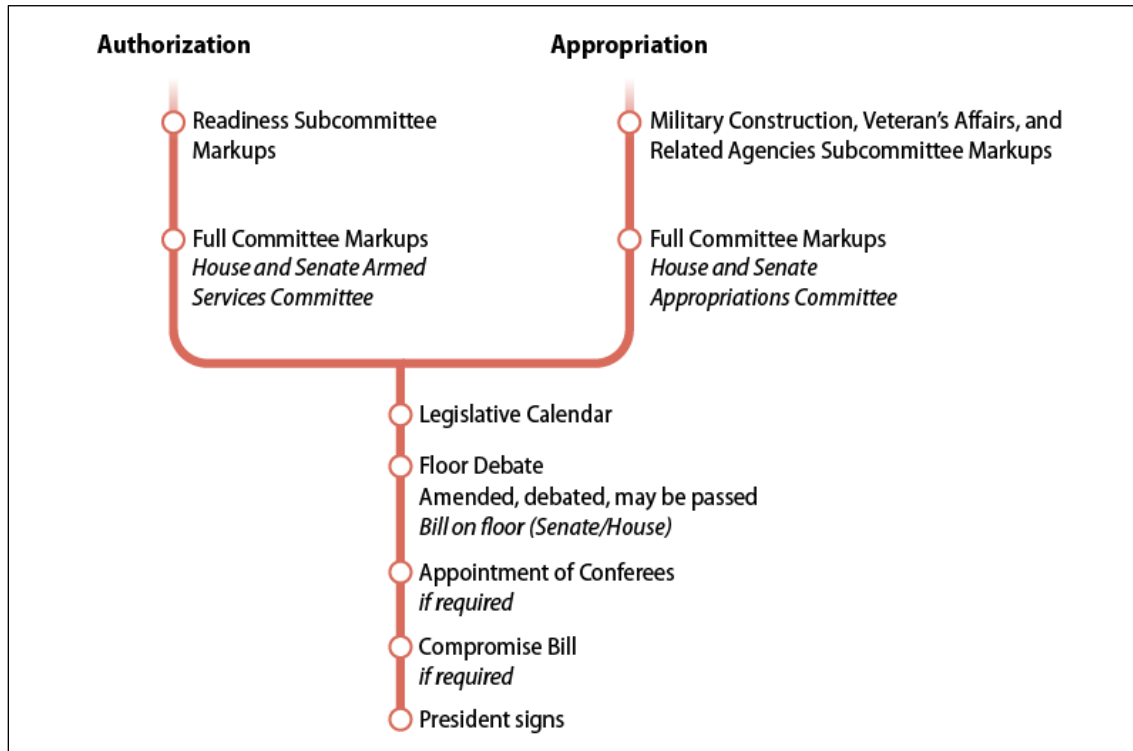 Authorization
Readiness Subcommittee
Markups
Full Committee Markups
House and Senate Armed
Services Committee
Appropriation
Military Construction, Veteran’s Affairs, and
Related Agencies Subcommittee Markups
Full Committee Markups
House and Senate
Appropriations Committee
Legislative Calendar
Floor Debate
Amended, debated, may be passed
Bill on floor (Senate/House)
Appointment of Conferees
if required
Compromise Bill
if required
President signs